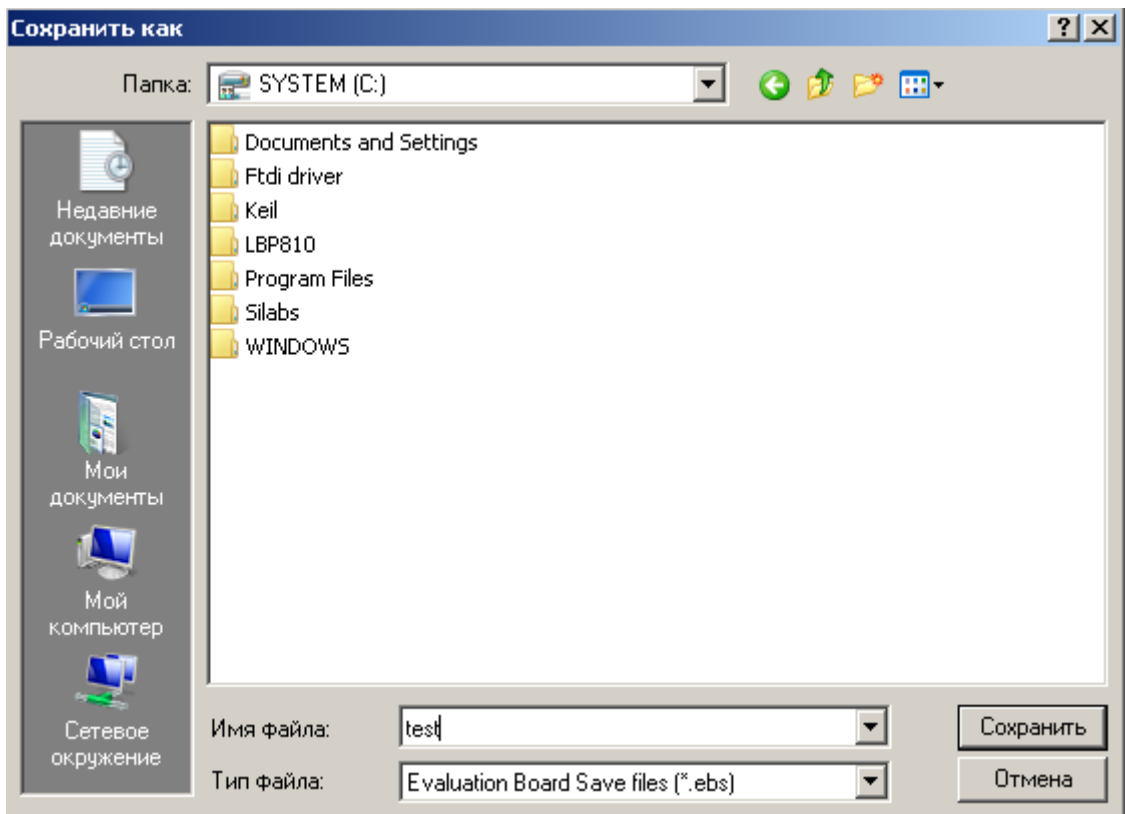 Сохранить как
Папка: SYSTEM (C:)
Недавние
документы
Рабочий стол
Мои
документы
Мой
компьютер
Сетевое
окружение
Documents and Settings
Ftdi driver
Keil
LBP810
Program Files
Silabs
WINDOWS
Имя файла: test Сохранить
Тип файла: Evaluation Board Save files (*.ebs) Отмена